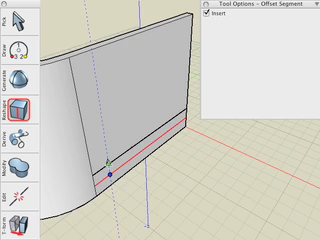 Tool Options – Offset Segment
Insert
Pick
Draw
Generate
Reshape
Derive
Modify
Edit
T-form